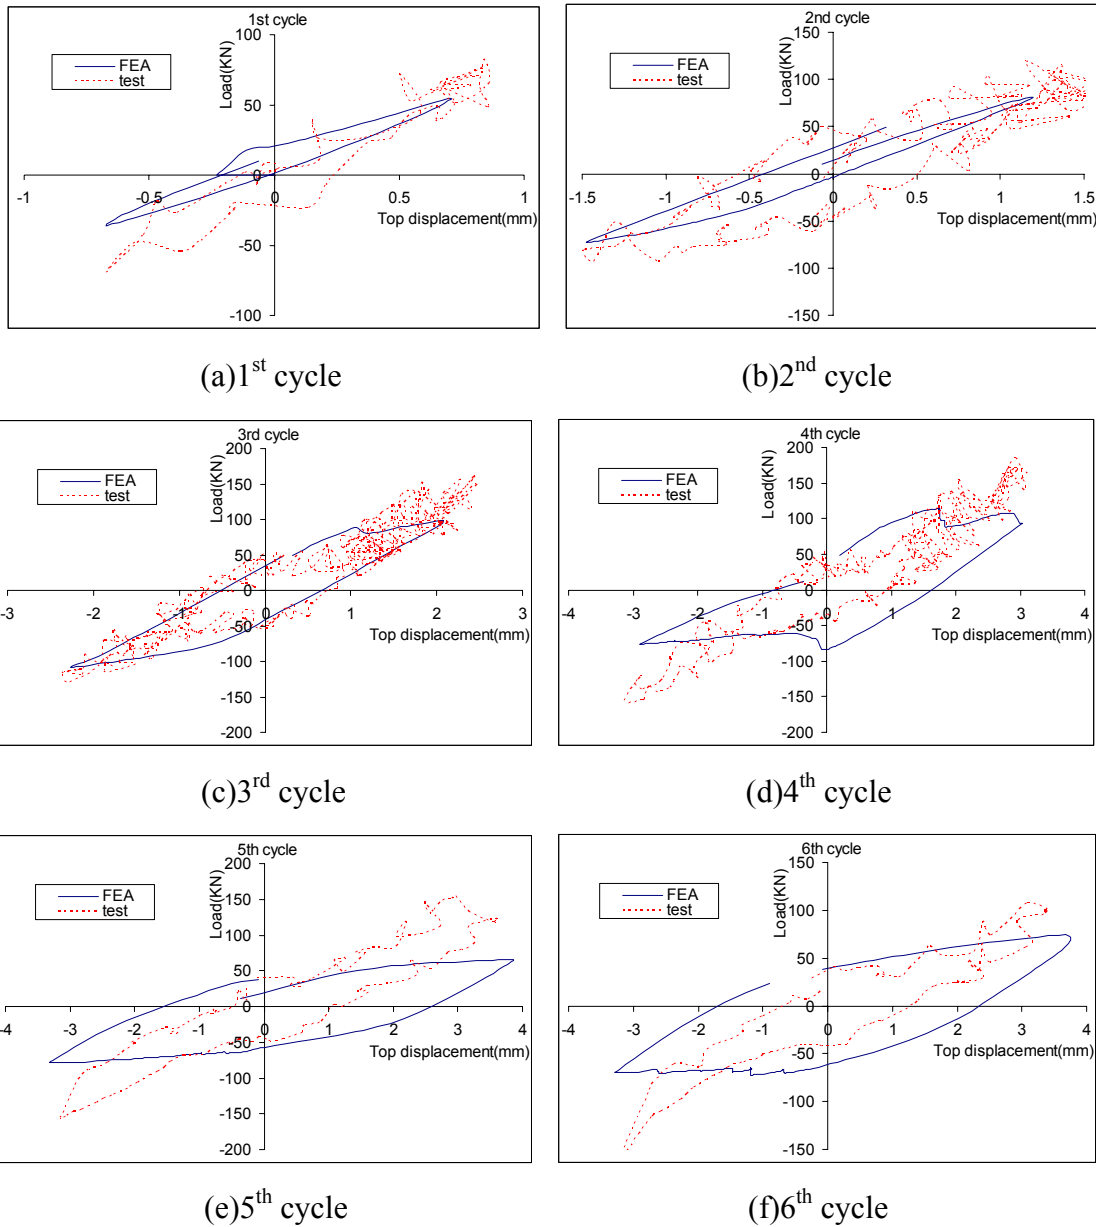 1st cycle
Load(KN)
FEA
test
100
50
0
-50
-100
-1
-0.5
0
0.5
1
Top displacement(mm)
(a)1st cycle
2nd cycle
Load(KN)
FEA
test
150
100
50
0
-50
-100
-150
-1.5
-1
-0.5
0
0.5
1
1.5
Top displacement(mm)
(b)2nd cycle
3rd cycle
Load(KN)
FEA
test
200
150
100
50
0
-50
-100
-150
-200
-3
-2
-1
0
1
2
3
Top displacement(mm)
(c)3rd cycle
4th cycle
Load(KN)
FEA
test
200
150
100
50
0
-50
-100
-150
-200
-4
-3
-2
-1
0
1
2
3
4
Top displacement(mm)
(d)4th cycle
5th cycle
Load(KN)
FEA
test
200
150
100
50
0
-50
-100
-150
-200
-4
-3
-2
-1
0
1
2
3
4
Top displacement(mm)
(e)5th cycle
6th cycle
Load(KN)
FEA
test
150
100
50
0
-50
-100
-150
-4
-3
-2
-1
0
1
2
3
4
Top displacement(mm)
(f)6th cycle